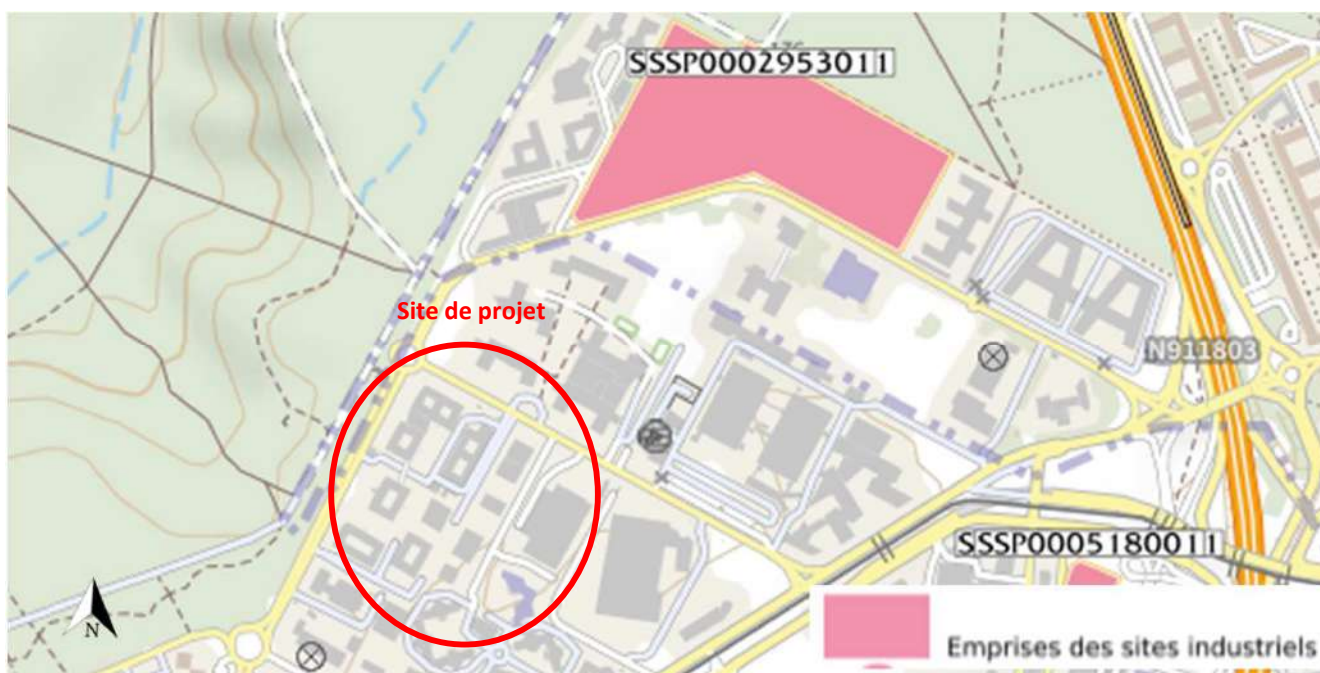 SSSP000295301 1
Site de projet
N911803
SSSP000518001 1
N
Emprises des sites industriels